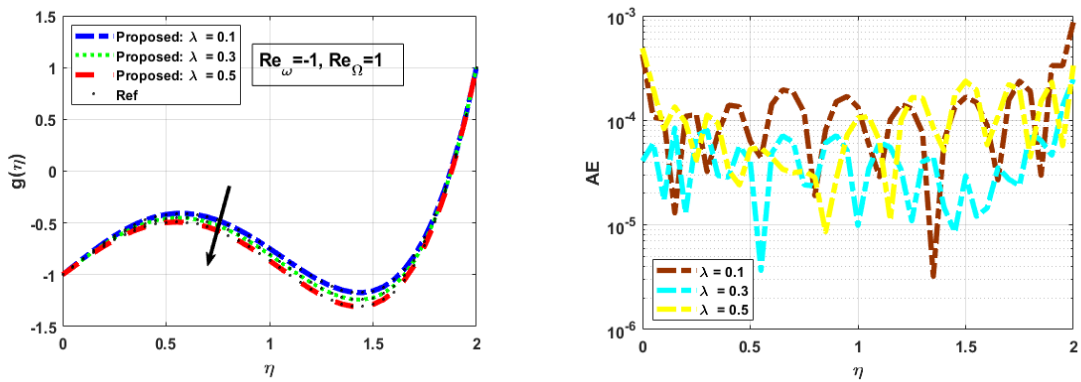 1.5
1
0.5
0
-0.5
-1
-1.5
g(η)
Proposed: λ = 0.1
Proposed: λ = 0.3
Proposed: λ = 0.5
Ref
Re_ω=-1, Re_Ω=1
0 0.5 1 1.5 2
η
10⁻³
10⁻⁴
10⁻⁵
10⁻⁶
AE
λ = 0.1
λ = 0.3
λ = 0.5
0 0.5 1 1.5 2
η